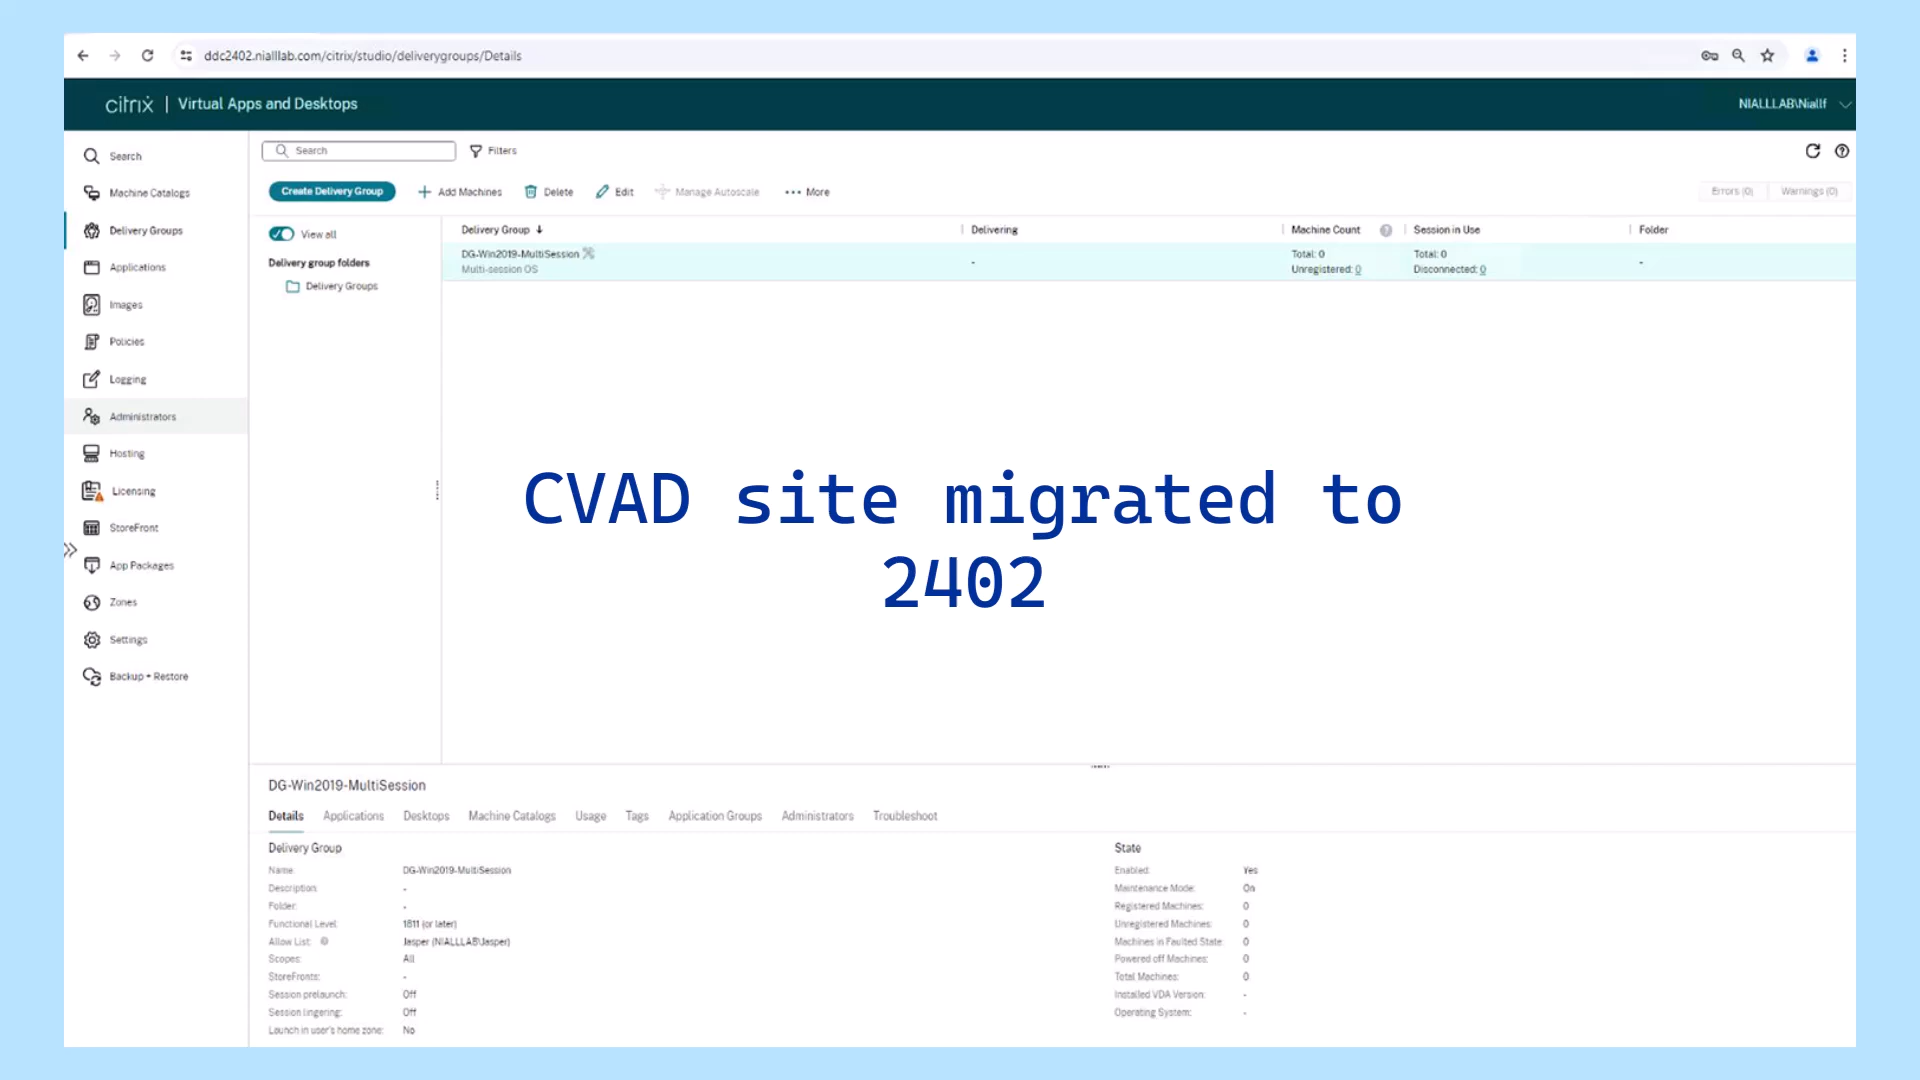 ddc2402.nialllab.com/citrix/studio/deliverygroups/Details
citrix | Virtual Apps and Desktops
NIALLLAB\Niallf
Search
Machine Catalogs
Delivery Groups
Applications
Images
Policies
Logging
Administrators
Hosting
Licensing
StoreFront
App Packages
Zones
Settings
Backup + Restore
Search
Filters
Create Delivery Group
Add Machines
Delete
Edit
Manage Autoscale
More
Errors (0)
Warnings (0)
View all
Delivery group folders
Delivery Groups
Delivery Group
Delivering
Machine Count
Session in Use
Folder
DG-Win2019-MultiSession
Multi-session OS
-
Total: 0
Unregistered: 0
Total: 0
Disconnected: 0
-
CVAD site migrated to
2402
DG-Win2019-MultiSession
Details Applications Desktops Machine Catalogs Usage Tags Application Groups Administrators Troubleshoot
Delivery Group
Name: DG-Win2019-MultiSession
Description: -
Folder: -
Functional Level: 1811 (or later)
Allow List: Jasper (NIALLLAB\Jasper)
Scopes: All
StoreFronts: -
Session prelaunch: Off
Session lingering: Off
Launch in user's home zone: No
State
Enabled: Yes
Maintenance Mode: On
Registered Machines: 0
Unregistered Machines: 0
Machines in Faulted State: 0
Powered off Machines: 0
Total Machines: 0
Installed VDA Version: -
Operating System: -